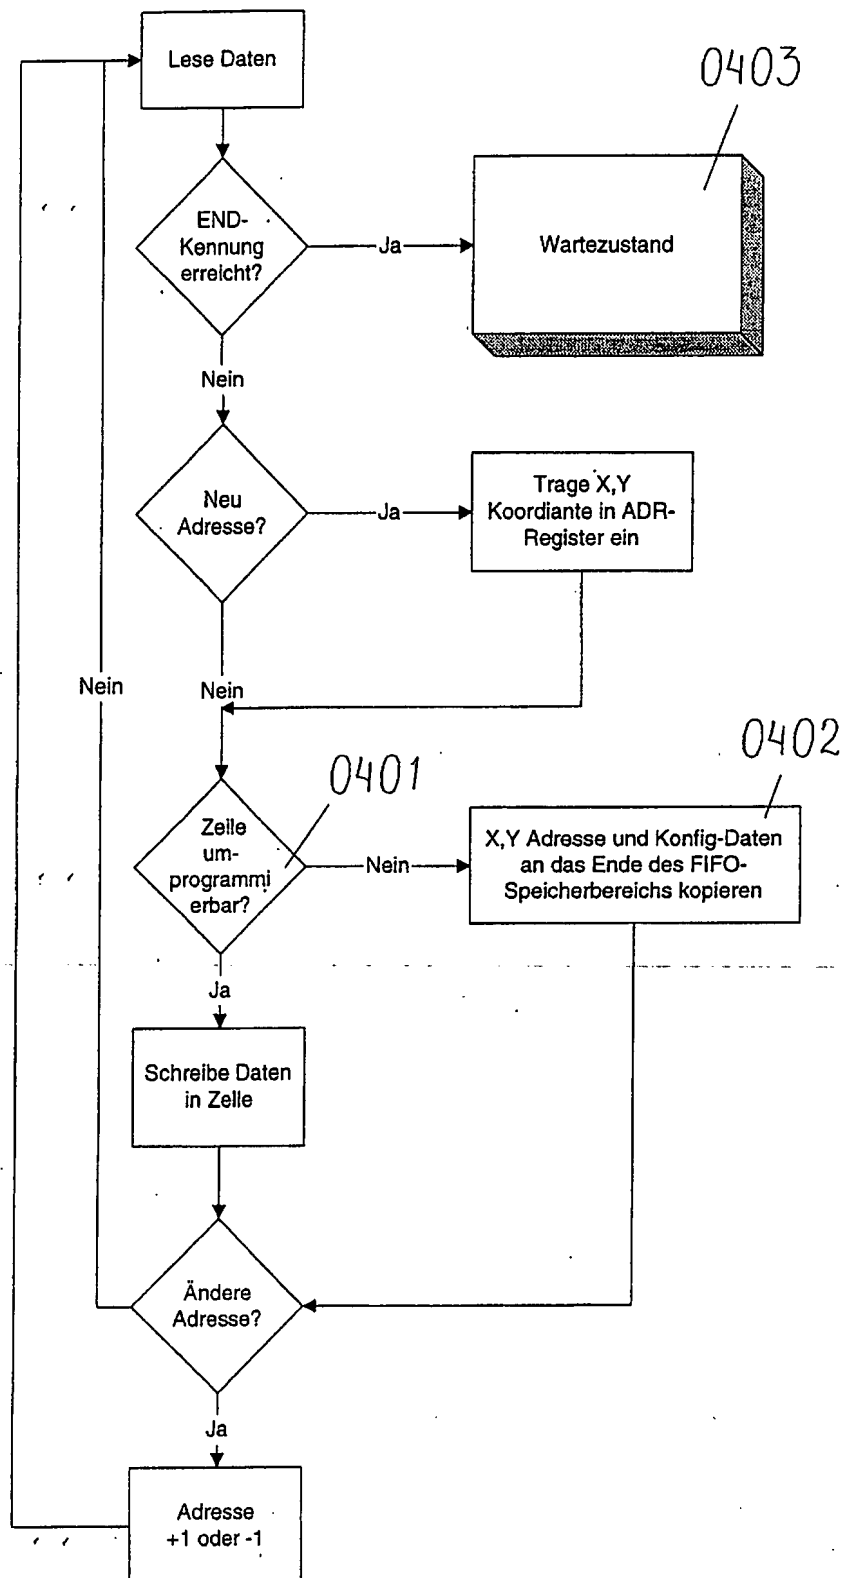 Lese Daten
0403
END-
Kennung
erreicht?
Ja
Wartezustand
Nein
Neu
Adresse?
Ja
Trage X,Y
Koordiante in ADR-
Register ein
Nein
Nein
0401
0402
Zelle
um-
programmi
erbar?
Nein
X,Y Adresse und Konfig-Daten
an das Ende des FIFO-
Speicherbereichs kopieren
Ja
Schreibe Daten
in Zelle
Ändere
Adresse?
Ja
Adresse
+1 oder -1